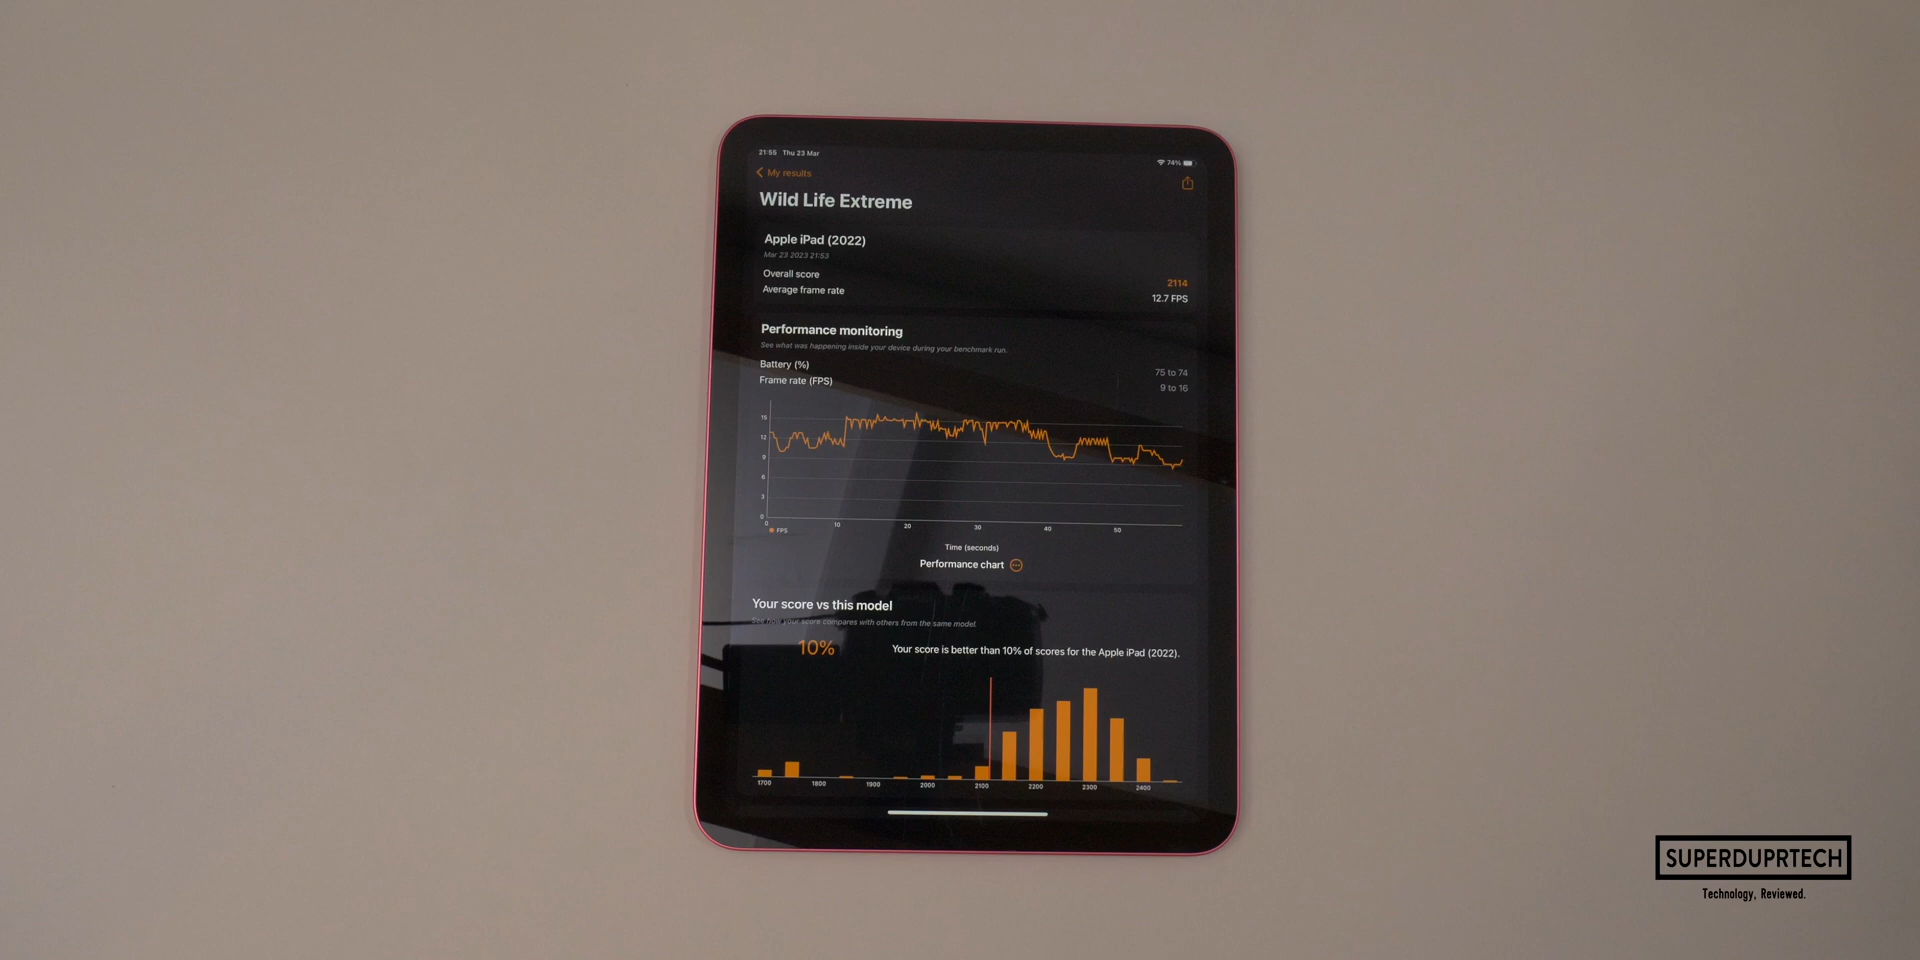 21:55 Thu 23 Mar
74%
My results
Wild Life Extreme
Apple iPad (2022)
Mar 23 2023 21:53
Overall score 2114
Average frame rate 12.7 FPS
Performance monitoring
See what was happening inside your device during your benchmark run.
Battery (%) 75 to 74
Frame rate (FPS) 9 to 16
15
12
9
6
3
0
0 10 20 30 40 50
FPS
Time (seconds)
Performance chart
Your score vs this model
See how your score compares with others from the same model.
10% Your score is better than 10% of scores for the Apple iPad (2022).
1700 1800 1900 2000 2100 2200 2300 2400
SUPERDUPRTECH
Technology, Reviewed.